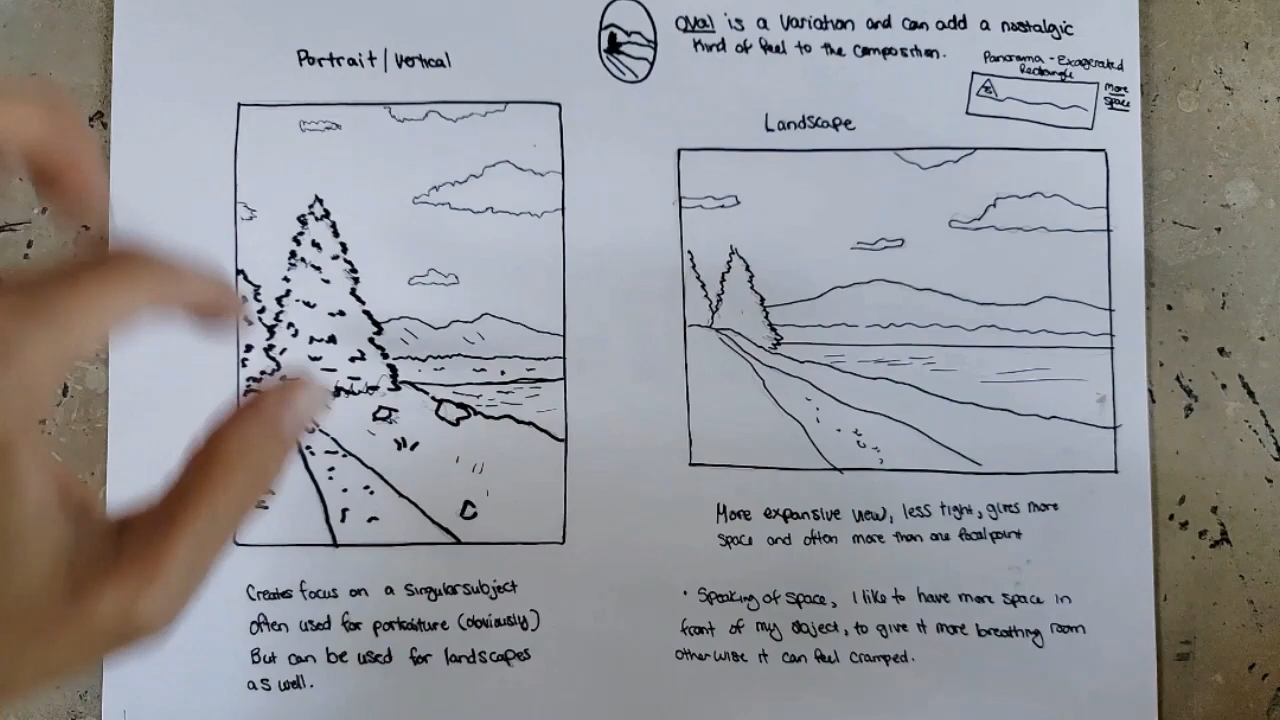 Oval is a variation and can add a nostalgic
kind of feel to the composition.
Portrait/Vertical
Panorama - Exagerated
Rectangle
More
Space
Landscape
More expansive view, less tight, gives more
space and often more than one focal point
Creates focus on a singular subject
often used for portraiture (obviously)
But can be used for landscapes
as well.
• Speaking of space, I like to have more space in
front of my object, to give it more breathing room
otherwise it can feel cramped.